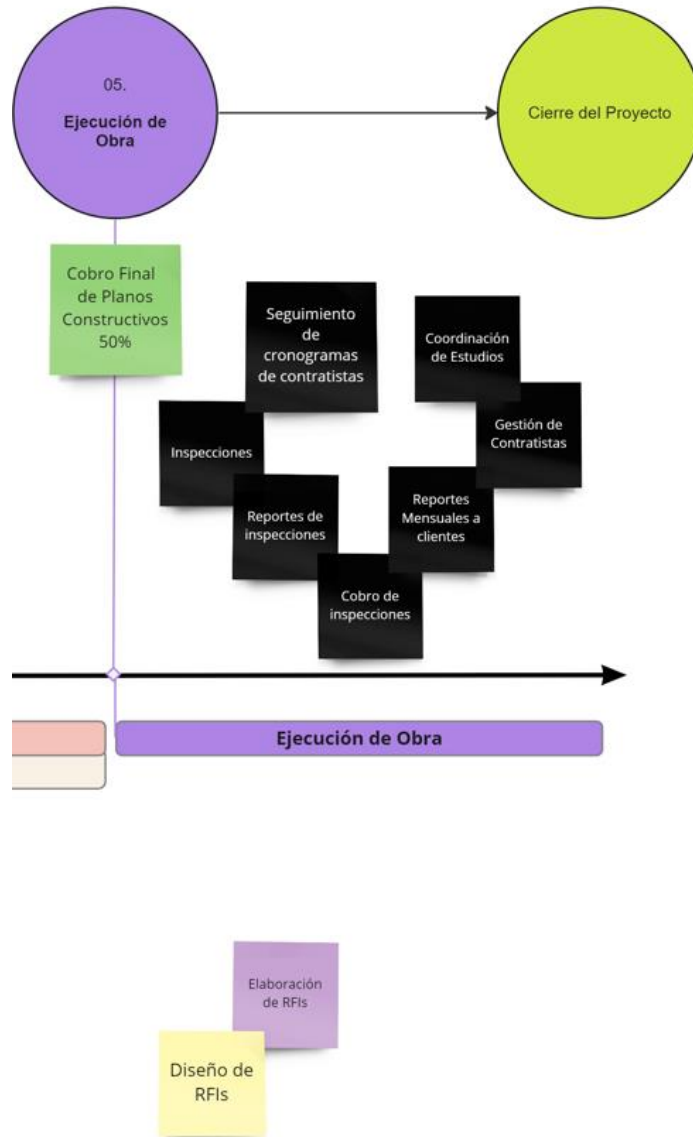 05.
Ejecución de
Obra
Cierre del Proyecto
Cobro Final
de Planos
Constructivos
50%
Seguimiento
de
cronogramas
de contratistas
Coordinación
de Estudios
Inspecciones
Gestión de
Contratistas
Reportes de
inspecciones
Reportes
Mensuales a
clientes
Cobro de
inspecciones
Ejecución de Obra
Elaboración
de RFIs
Diseño de
RFIs